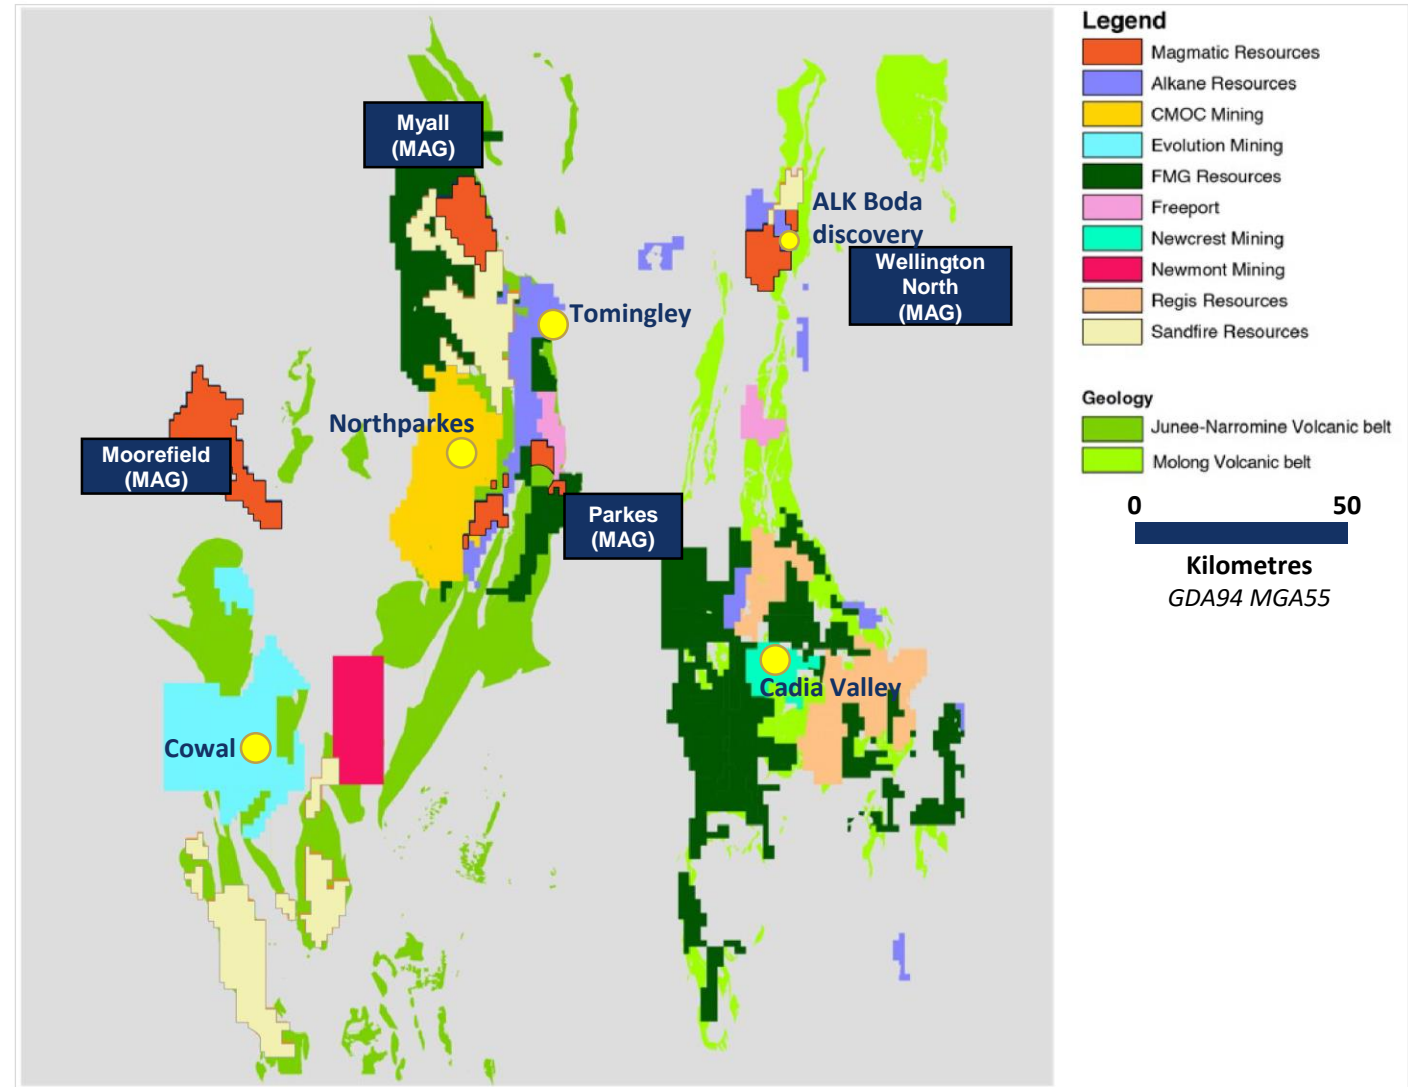 Myall
(MAG)
ALK Boda
discovery
Wellington
North
(MAG)
Tomingley
Northparkes
Moorefield
(MAG)
Parkes
(MAG)
Cadia Valley
Cowal
Legend
Magmatic Resources
Alkane Resources
CMOC Mining
Evolution Mining
FMG Resources
Freeport
Newcrest Mining
Newmont Mining
Regis Resources
Sandfire Resources
Geology
Junee-Narromine Volcanic belt
Molong Volcanic belt
0 50
Kilometres
GDA94 MGA55